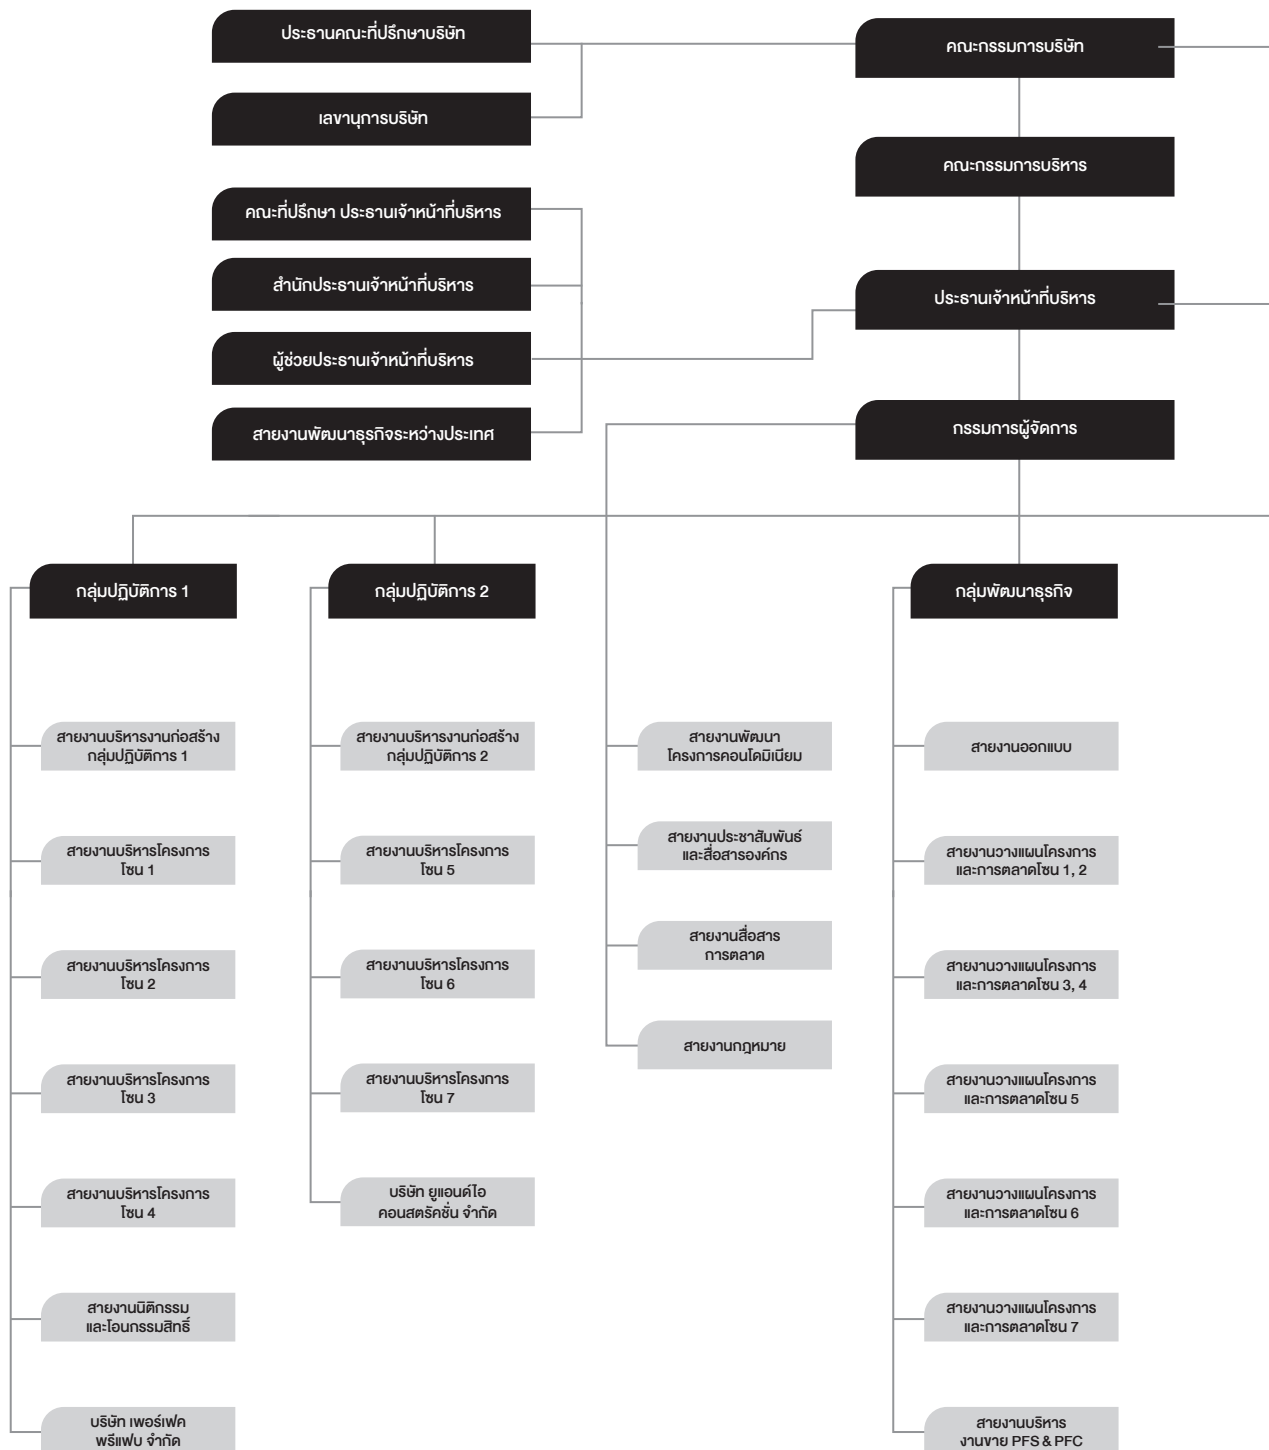 ประธานคณะที่ปรึกษาบริษัท
คณะกรรมการบริษัท
เลขานุการบริษัท
คณะกรรมการบริหาร
คณะที่ปรึกษา ประธานเจ้าหน้าที่บริหาร
สำนักประธานเจ้าหน้าที่บริหาร
ประธานเจ้าหน้าที่บริหาร
ผู้ช่วยประธานเจ้าหน้าที่บริหาร
สายงานพัฒนาธุรกิจระหว่างประเทศ
กรรมการผู้จัดการ
กลุ่มปฏิบัติการ 1
สายงานบริหารงานก่อสร้าง
กลุ่มปฏิบัติการ 1
สายงานบริหารโครงการ
โซน 1
สายงานบริหารโครงการ
โซน 2
สายงานบริหารโครงการ
โซน 3
สายงานบริหารโครงการ
โซน 4
สายงานนิติกรรม
และโอนกรรมสิทธิ์
บริษัท เพอร์เฟค
พรีแฟบ จำกัด
กลุ่มปฏิบัติการ 2
สายงานบริหารงานก่อสร้าง
กลุ่มปฏิบัติการ 2
สายงานบริหารโครงการ
โซน 5
สายงานบริหารโครงการ
โซน 6
สายงานบริหารโครงการ
โซน 7
บริษัท ยูแอนด์ไอ
คอนสตรัคชั่น จำกัด
สายงานพัฒนา
โครงการคอนโดมิเนียม
สายงานประชาสัมพันธ์
และสื่อสารองค์กร
สายงานสื่อสาร
การตลาด
สายงานกฎหมาย
กลุ่มพัฒนาธุรกิจ
สายงานออกแบบ
สายงานวางแผนโครงการ
และการตลาดโซน 1, 2
สายงานวางแผนโครงการ
และการตลาดโซน 3, 4
สายงานวางแผนโครงการ
และการตลาดโซน 5
สายงานวางแผนโครงการ
และการตลาดโซน 6
สายงานวางแผนโครงการ
และการตลาดโซน 7
สายงานบริหาร
งานขาย PFS & PFC